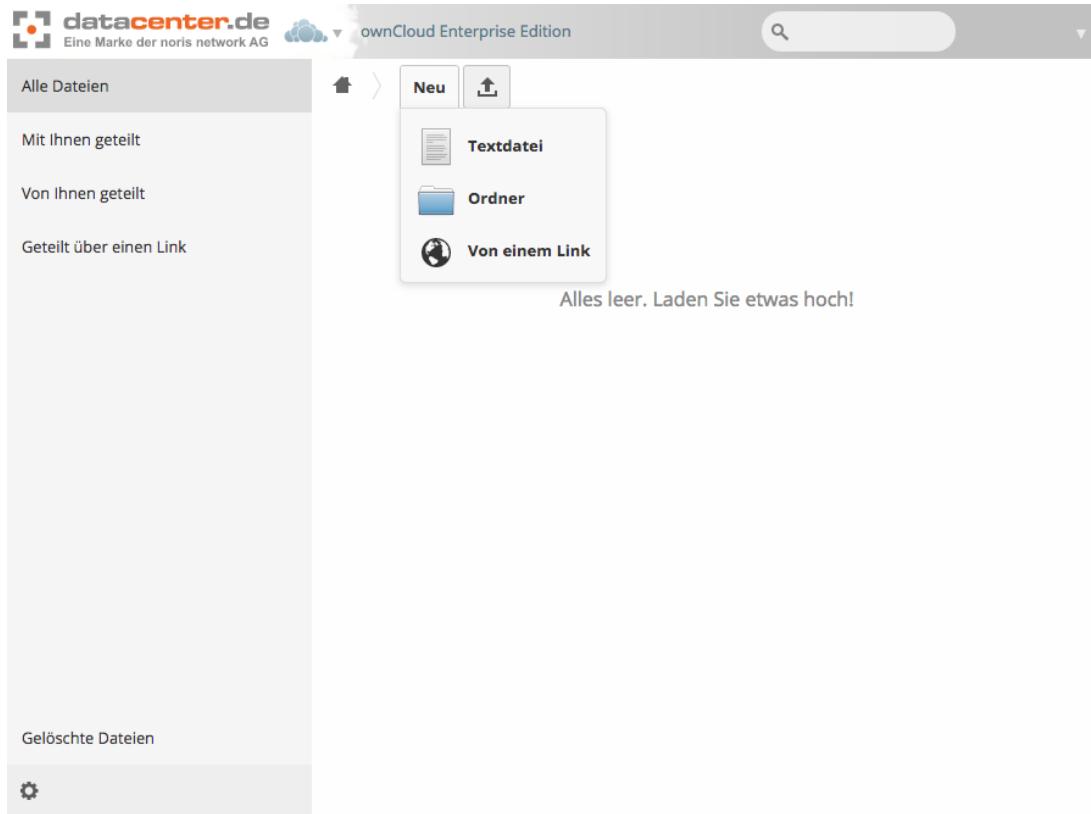 datacenter.de
Eine Marke der noris network AG
ownCloud Enterprise Edition
Alle Dateien
Mit Ihnen geteilt
Von Ihnen geteilt
Geteilt über einen Link
Neu
Textdatei
Ordner
Von einem Link
Alles leer. Laden Sie etwas hoch!
Gelöschte Dateien